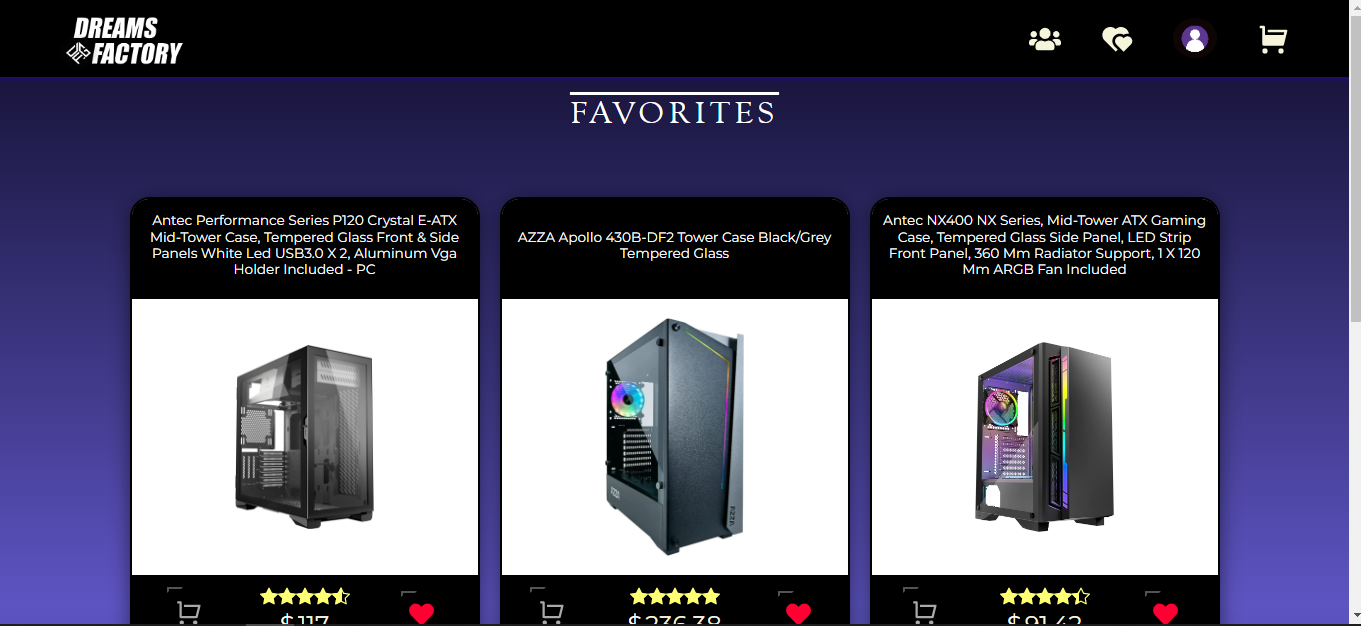 DREAMS
FACTORY
FAVORITES
Antec Performance Series P120 Crystal E-ATX
Mid-Tower Case, Tempered Glass Front & Side
Panels White Led USB3.0 X 2, Aluminum Vga
Holder Included - PC
AZZA Apollo 430B-DF2 Tower Case Black/Grey
Tempered Glass
Antec NX400 NX Series, Mid-Tower ATX Gaming
Case, Tempered Glass Side Panel, LED Strip
Front Panel, 360 Mm Radiator Support, 1 X 120
Mm ARGB Fan Included
AZZA
AZZA
$117
$236.38
$91.42